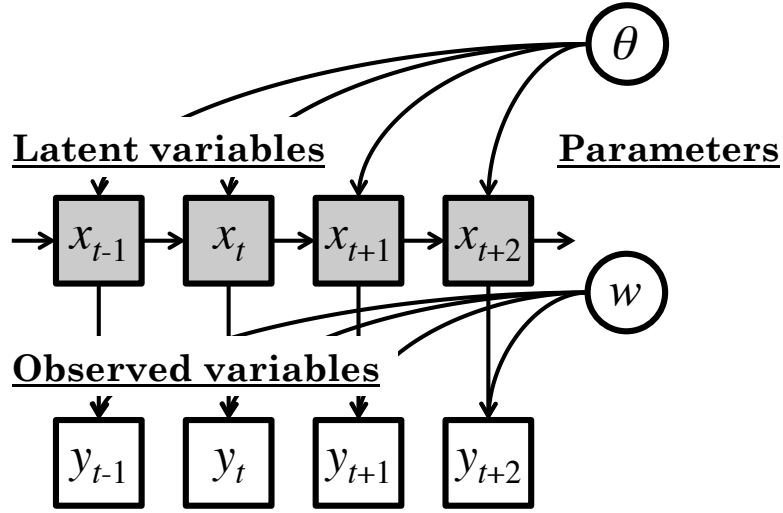 θ
Latent variables
Parameters
x_{t-1} x_t x_{t+1} x_{t+2}
w
Observed variables
y_{t-1} y_t y_{t+1} y_{t+2}